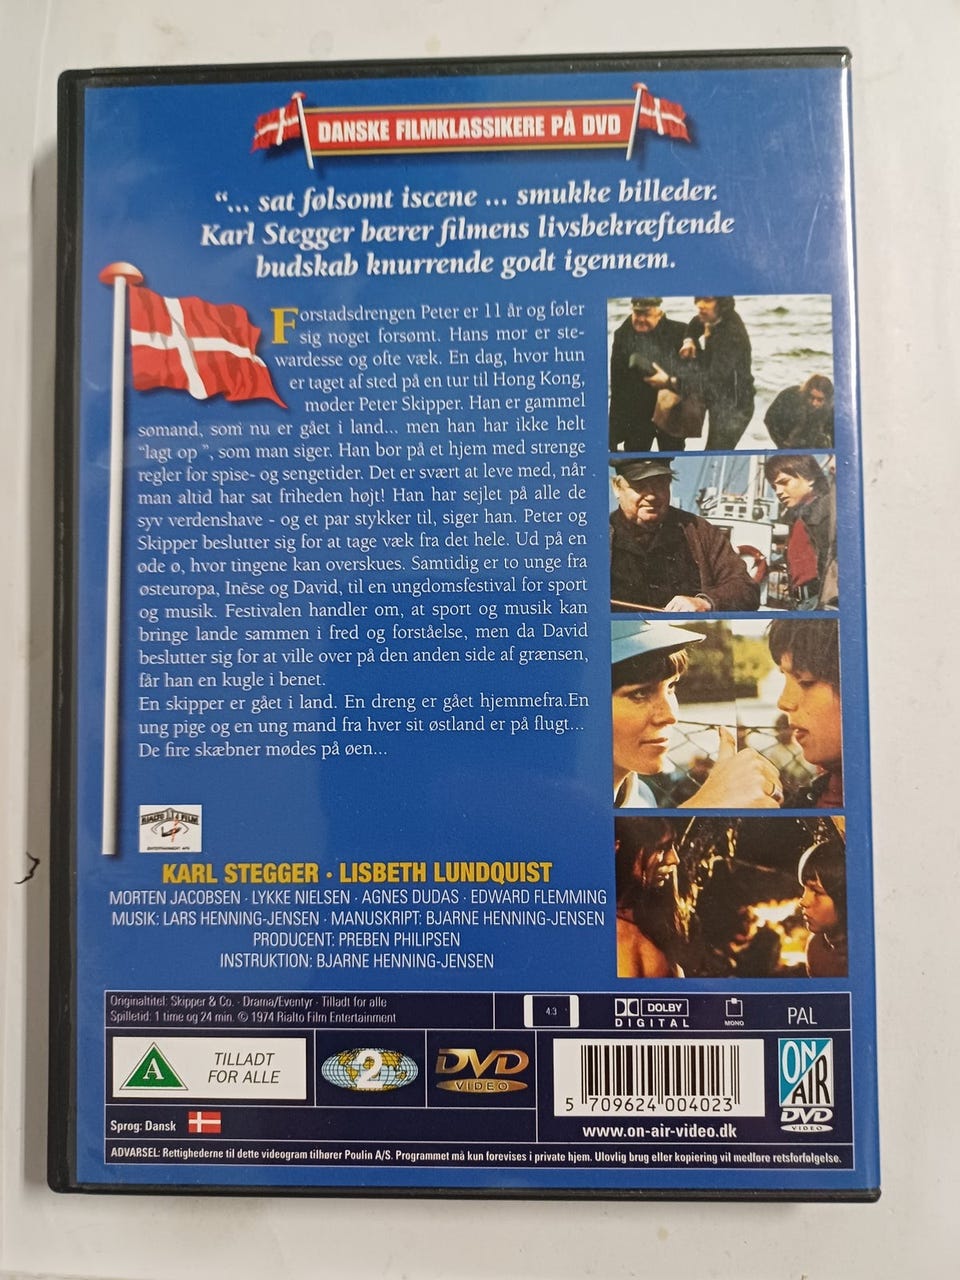 DANSKE FILMKLASSIKERE PÅ DVD
“... sat følsomt iscene ... smukke billeder.
Karl Stegger bærer filmens livsbekræftende
budskab knurrende godt igennem.
Forstadsdrengen Peter er 11 år og føler
sig noget forsømt. Hans mor er ste-
wardesse og ofte væk. En dag, hvor hun
er taget af sted på en tur til Hong Kong,
møder Peter Skipper. Han er gammel
sømand, som nu er gået i land... men han har ikke helt
“lagt op ”, som man siger. Han bor på et hjem med strenge
regler for spise- og sengetider. Det er svært at leve med, når
man altid har sat friheden højt! Han har sejlet på alle de
syv verdenshave - og et par stykker til, siger han. Peter og
Skipper beslutter sig for at tage væk fra det hele. Ud på en
øde ø, hvor tingene kan overskues. Samtidig er to unge fra
østeuropa, Inèse og David, til en ungdomsfestival for sport
og musik. Festivalen handler om, at sport og musik kan
bringe lande sammen i fred og forståelse, men da David
beslutter sig for at ville over på den anden side af grænsen,
får han en kugle i benet.
En skipper er gået i land. En dreng er gået hjemmefra.En
ung pige og en ung mand fra hver sit østland er på flugt...
De fire skæbner mødes på øen...
RIALTO FILM
ENTERTAINMENT APS
KARL STEGGER · LISBETH LUNDQUIST
MORTEN JACOBSEN · LYKKE NIELSEN · AGNES DUDAS · EDWARD FLEMMING
MUSIK: LARS HENNING-JENSEN · MANUSKRIPT: BJARNE HENNING-JENSEN
PRODUCENT: PREBEN PHILIPSEN
INSTRUKTION: BJARNE HENNING-JENSEN
Originaltitel: Skipper & Co. · Drama/Eventyr · Tilladt for alle
Spilletid: 1 time og 24 min. © 1974 Rialto Film Entertainment
4:3
DOLBY
DIGITAL
MONO
PAL
A
TILLADT
FOR ALLE
2
DVD
VIDEO
5 709624 004023
ON
AIR
DVD
VIDEO
Sprog: Dansk
www.on-air-video.dk
ADVARSEL: Rettighederne til dette videogram tilhører Poulin A/S. Programmet må kun forevises i private hjem. Ulovlig brug eller kopiering vil medføre retsforfølgelse.